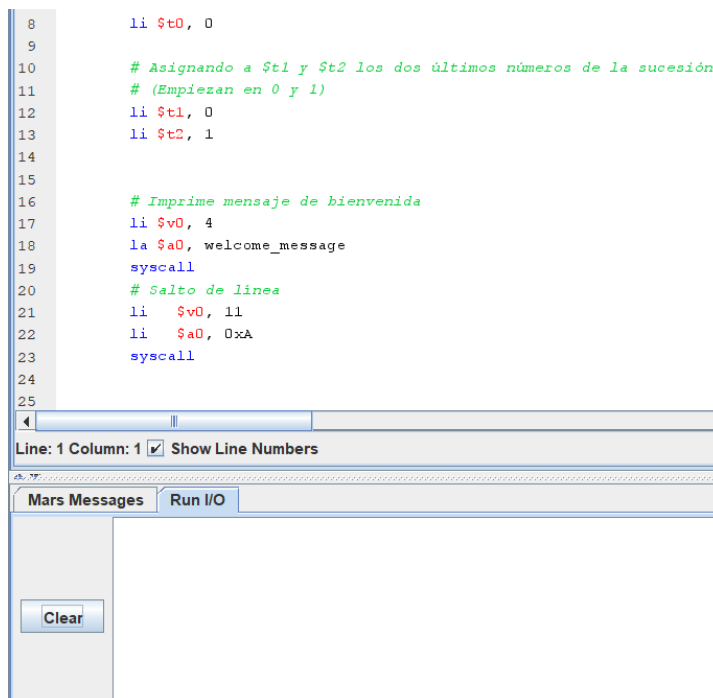 8 li $t0, 0
9
10 # Asignando a $t1 y $t2 los dos últimos números de la sucesión
11 # (Empiezan en 0 y 1)
12 li $t1, 0
13 li $t2, 1
14
15
16 # Imprime mensaje de bienvenida
17 li $v0, 4
18 la $a0, welcome_message
19 syscall
20 # Salto de línea
21 li $v0, 11
22 li $a0, 0xA
23 syscall
24
25
Line: 1 Column: 1 Show Line Numbers
Mars Messages Run I/O
Clear